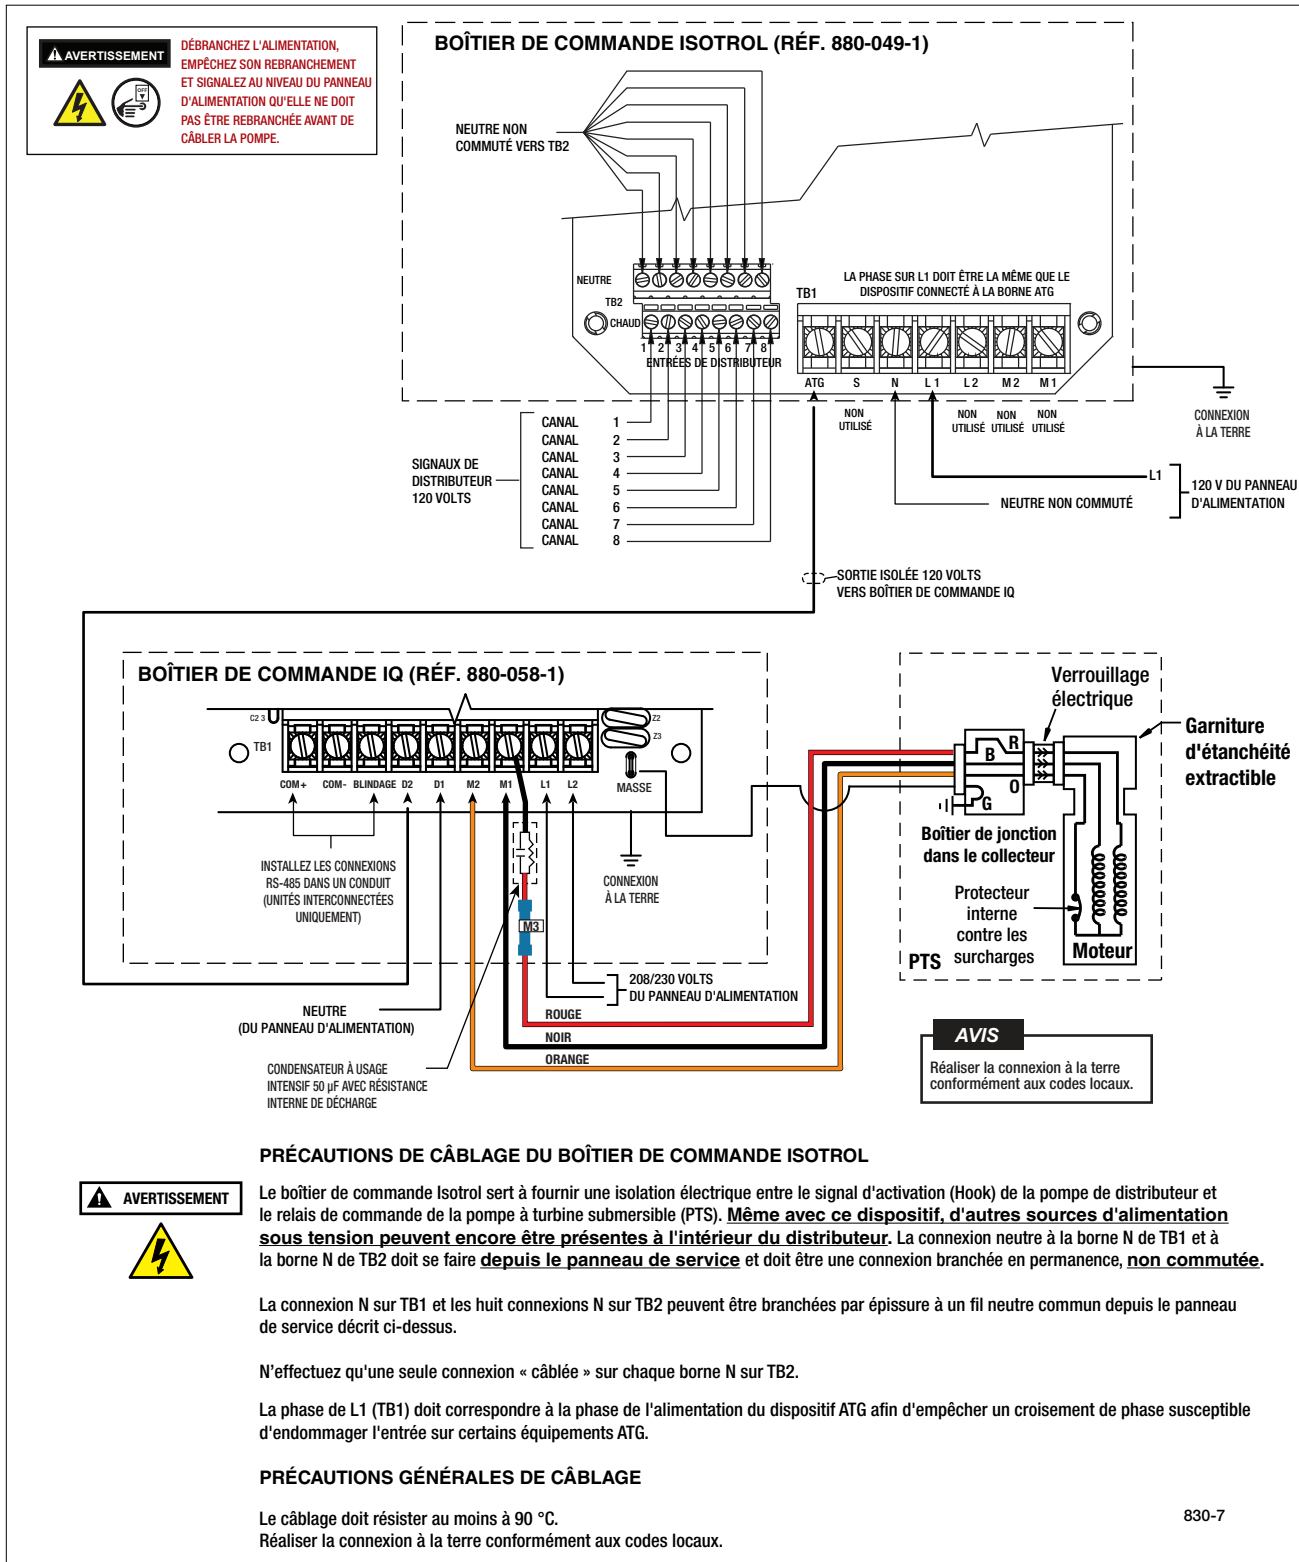 AVERTISSEMENT
DÉBRANCHEZ L'ALIMENTATION,
EMPÊCHEZ SON REBRANCHEMENT
ET SIGNALEZ AU NIVEAU DU PANNEAU
D'ALIMENTATION QU'ELLE NE DOIT
PAS ÊTRE REBRANCHÉE AVANT DE
CÂBLER LA POMPE.
OFF
BOÎTIER DE COMMANDE ISOTROL (RÉF. 880-049-1)
NEUTRE NON
COMMUTÉ VERS TB2
NEUTRE
TB2
CHAUD
1 2 3 4 5 6 7 8
ENTRÉES DE DISTRIBUTEUR
LA PHASE SUR L1 DOIT ÊTRE LA MÊME QUE LE
DISPOSITIF CONNECTÉ À LA BORNE ATG
TB1
ATG S N L 1 L 2 M 2 M 1
NON
UTILISÉ
NON
UTILISÉ
NON
UTILISÉ
NON
UTILISÉ
CONNEXION
À LA TERRE
SIGNAUX DE
DISTRIBUTEUR
120 VOLTS
CANAL 1
CANAL 2
CANAL 3
CANAL 4
CANAL 5
CANAL 6
CANAL 7
CANAL 8
L1
120 V DU PANNEAU
D'ALIMENTATION
NEUTRE NON COMMUTÉ
SORTIE ISOLÉE 120 VOLTS
VERS BOÎTIER DE COMMANDE IQ
BOÎTIER DE COMMANDE IQ (RÉF. 880-058-1)
C2 3
TB1
Z2
Z3
COM+ COM- BLINDAGE D2 D1 M2 M1 L1 L2
MASSE
INSTALLEZ LES CONNEXIONS
RS-485 DANS UN CONDUIT
(UNITÉS INTERCONNECTÉES
UNIQUEMENT)
CONNEXION
À LA TERRE
M3
208/230 VOLTS
DU PANNEAU D'ALIMENTATION
NEUTRE
(DU PANNEAU D'ALIMENTATION)
ROUGE
NOIR
ORANGE
CONDENSATEUR À USAGE
INTENSIF 50 µF AVEC RÉSISTANCE
INTERNE DE DÉCHARGE
Verrouillage
électrique
Garniture
d'étanchéité
extractible
R
B
O
G
Boîtier de jonction
dans le collecteur
Protecteur
interne
contre les
surcharges
Moteur
PTS
AVIS
Réaliser la connexion à la terre
conformément aux codes locaux.
PRÉCAUTIONS DE CÂBLAGE DU BOÎTIER DE COMMANDE ISOTROL
AVERTISSEMENT
Le boîtier de commande Isotrol sert à fournir une isolation électrique entre le signal d'activation (Hook) de la pompe de distributeur et
le relais de commande de la pompe à turbine submersible (PTS). Même avec ce dispositif, d'autres sources d'alimentation
sous tension peuvent encore être présentes à l'intérieur du distributeur. La connexion neutre à la borne N de TB1 et à
la borne N de TB2 doit se faire depuis le panneau de service et doit être une connexion branchée en permanence, non commutée.
La connexion N sur TB1 et les huit connexions N sur TB2 peuvent être branchées par épissure à un fil neutre commun depuis le panneau
de service décrit ci-dessus.
N'effectuez qu'une seule connexion « câblée » sur chaque borne N sur TB2.
La phase de L1 (TB1) doit correspondre à la phase de l'alimentation du dispositif ATG afin d'empêcher un croisement de phase susceptible
d'endommager l'entrée sur certains équipements ATG.
PRÉCAUTIONS GÉNÉRALES DE CÂBLAGE
Le câblage doit résister au moins à 90 °C.
Réaliser la connexion à la terre conformément aux codes locaux.
830-7